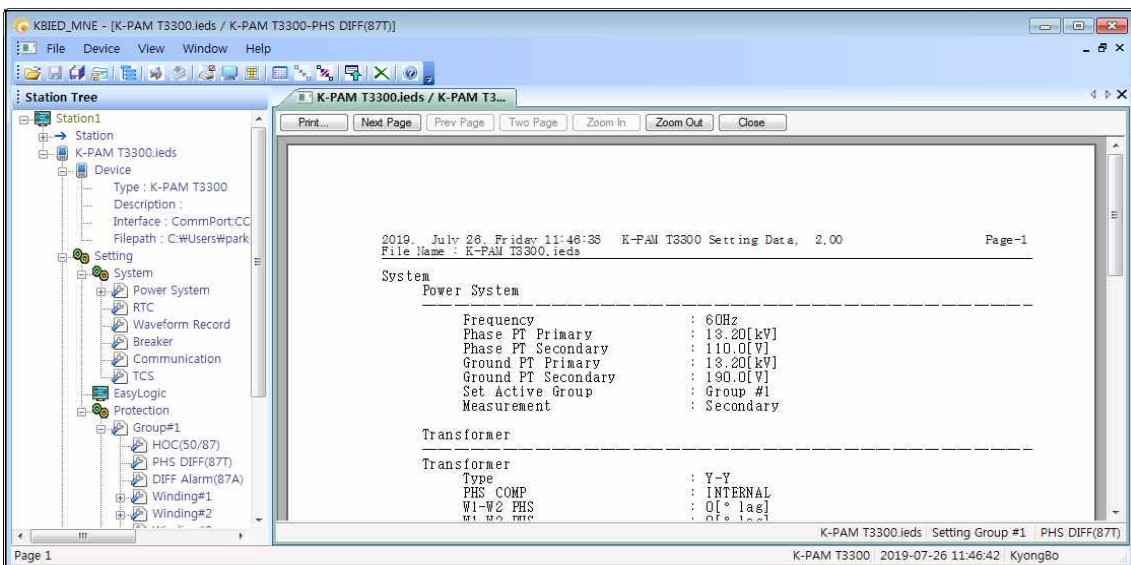 KBIED_MNE - [K-PAM T3300.ieds / K-PAM T3300-PHS DIFF(87T)]
File Device View Window Help
Station Tree
K-PAM T3300.ieds / K-PAM T3...
Station1
Station
K-PAM T3300.ieds
Device
Type : K-PAM T3300
Description :
Interface : CommPort:CC
Filepath : C:₩Users₩park
Setting
System
Power System
RTC
Waveform Record
Breaker
Communication
TCS
EasyLogic
Protection
Group#1
HOC(50/87)
PHS DIFF(87T)
DIFF Alarm(87A)
Winding#1
Winding#2
Print... Next Page Prev Page Two Page Zoom In Zoom Out Close
2019. July 26. Friday 11:46:38 K-PAM T3300 Setting Data, 2.00 Page-1
File Name : K-PAM T3300.ieds
System
Power System
Frequency : 60Hz
Phase PT Primary : 13.20[kV]
Phase PT Secondary : 110.0[V]
Ground PT Primary : 13.20[kV]
Ground PT Secondary : 190.0[V]
Set Active Group : Group #1
Measurement : Secondary
Transformer
Transformer
Type : Y-Y
PHS COMP : INTERNAL
W1-W2 PHS : 0[° lag]
K-PAM T3300.ieds Setting Group #1 PHS DIFF(87T)
Page 1
K-PAM T3300 2019-07-26 11:46:42 KyongBo